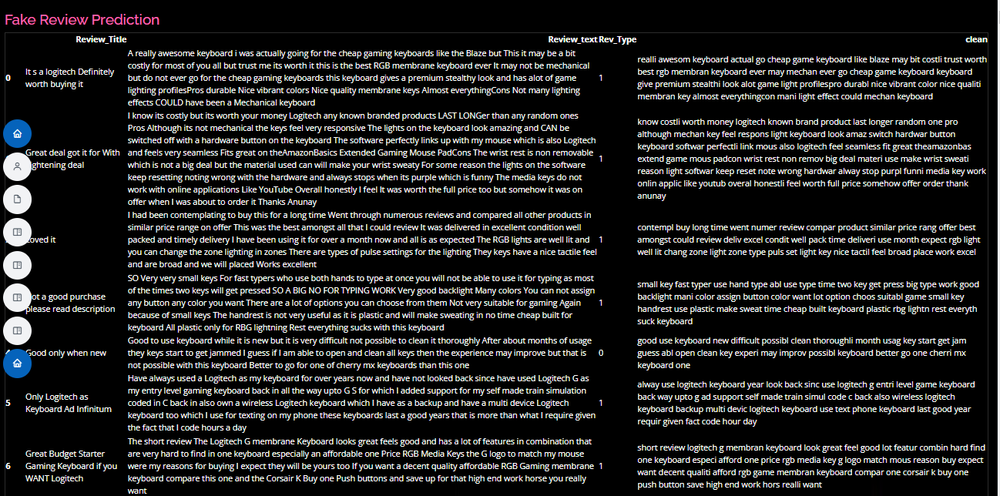 Fake Review Prediction
Review_Title Review_text Rev_Type clean
0
It s a logitech Definitely
worth buying it
A really awesome keyboard i was actually going for the cheap gaming keyboards like the Blaze but This it may be a bit
costly for most of you all but trust me its worth it this is the best RGB membrane keyboard ever It may not be mechanical
but do not ever go for the cheap gaming keyboards this keyboard gives a premium stealthy look and has alot of game
lighting profilesPros durable Nice vibrant colors Nice quality membrane keys Almost everythingCons Not many lighting
effects COULD have been a Mechanical keyboard
1
realli awesom keyboard actual go cheap game keyboard like blaze may bit costli trust worth
best rgb membran keyboard ever may mechan ever go cheap game keyboard keyboard
give premium stealthi look alot game light profilespro durabl nice vibrant color nice qualiti
membran key almost everythingcon mani light effect could mechan keyboard
Great deal got it for With
ightening deal
I know its costly but its worth your money Logitech any known branded products LAST LONGer than any random ones
Pros Although its not mechanical the keys feel very responsive The lights on the keyboard look amazing and CAN be
switched off with a hardware button on the keyboard The software perfectly links up with my mouse which is also Logitech
and feels very seamless Fits great on theAmazonBasics Extended Gaming Mouse PadCons The wrist rest is non removable
which is not a big deal but the material used can will make your wrist sweaty For some reason the lights on the software
keep resetting noting wrong with the hardware and always stops when its purple which is funny The media keys do not
work with online applications Like YouTube Overall honestly I feel It was worth the full price too but somehow it was on
offer when I was about to order it Thanks Anunay
1
know costli worth money logitech known brand product last longer random one pro
although mechan key feel respons light keyboard look amaz switch hardwar button
keyboard softwar perfectli link mous also logitech feel seamless fit great theamazonbas
extend game mous padcon wrist rest non remov big deal materi use make wrist sweati
reason light softwar keep reset note wrong hardwar alway stop purpl funni media key work
onlin applic like youtub overal honestli feel worth full price somehow offer order thank
anunay
oved it
I had been contemplating to buy this for a long time Went through numerous reviews and compared all other products in
similar price range on offer This was the best amongst all that I could review It was delivered in excellent condition well
packed and timely delivery I have been using it for over a month now and all is as expected The RGB lights are well lit and
you can change the zone lighting in zones There are types of pulse settings for the lighting They keys have a nice tactile feel
and are broad and we will placed Works excellent
1
contempl buy long time went numer review compar product similar price rang offer best
amongst could review deliv excel condit well pack time deliveri use month expect rgb light
well lit chang zone light zone type puls set light key nice tactil feel broad place work excel
ot a good purchase
please read description
SO Very very small keys For fast typers who use both hands to type at once you will not be able to use it for typing as most
of the times two keys will get pressed SO A BIG NO FOR TYPING WORK Very good backlight Many colors You can not assign
any button any color you want There are a lot of options you can choose from Them Not very suitable for gaming Again
because of small keys The handrest is not very useful as it is plastic and will make sweating in no time cheap built for
keyboard All plastic only for RBG lightning Rest everything sucks with this keyboard
1
small key fast typer use hand type abl use type time two key get press big type work good
backlight mani color assign button color want lot option choos suitabl game small key
handrest use plastic make sweat time cheap built keyboard plastic rbg lightn rest everyth
suck keyboard
Good only when new
Good to use keyboard while it is new but it is very difficult not possible to clean it thoroughly After about months of usage
they keys start to get jammed I guess if I am able to open and clean all keys then the experience may improve but that is
not possible with this keyboard Better to go for one of cherry mx keyboards than this one
0
good use keyboard new difficult possibl clean thoroughli month usag key start get jam
guess abl open clean key experi may improv possibl keyboard better go one cherri mx
keyboard one
5
Only Logitech as
Keyboard Ad Infinitum
Have always used a Logitech as my keyboard for over years now and have not looked back since have used Logitech G as
my entry level gaming keyboard back in all the way upto G S for which I added support for my self made train simulation
coded in C back in also own a wireless Logitech keyboard which I have as a backup and have a multi device Logitech
keyboard too which I use for texting on my phone these keyboards last a good years that is more than what I require given
the fact that I code hours a day
1
alway use logitech keyboard year look back sinc use logitech g entri level game keyboard
back way upto g ad support self made train simul code c back also wireless logitech
keyboard backup multi devic logitech keyboard use text phone keyboard last good year
requir given fact code hour day
6
Great Budget Starter
Gaming Keyboard if you
WANT Logitech
The short review The Logitech G membrane Keyboard looks great feels good and has a lot of features in combination that
are very hard to find in one keyboard especially an affordable one Price RGB Media Keys the G logo to match my mouse
were my reasons for buying I expect they will be yours too If you want a decent quality affordable RGB Gaming membrane
keyboard compare this one and the Corsair K Buy one Push buttons and save up for that high end work horse you really
want
1
short review logitech g membran keyboard look great feel good lot featur combin hard find
one keyboard especi afford one price rgb media key g logo match mous reason buy expect
want decent qualiti afford rgb game membran keyboard compar one corsair k buy one
push button save high end work hors realli want